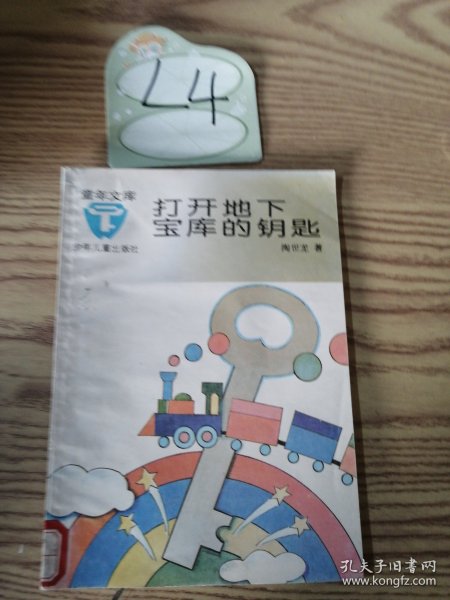 L4
童年文库
少年儿童出版社
打开地下
宝库的钥匙
陶世龙 著
孔夫子旧书网
www.kongfz.com